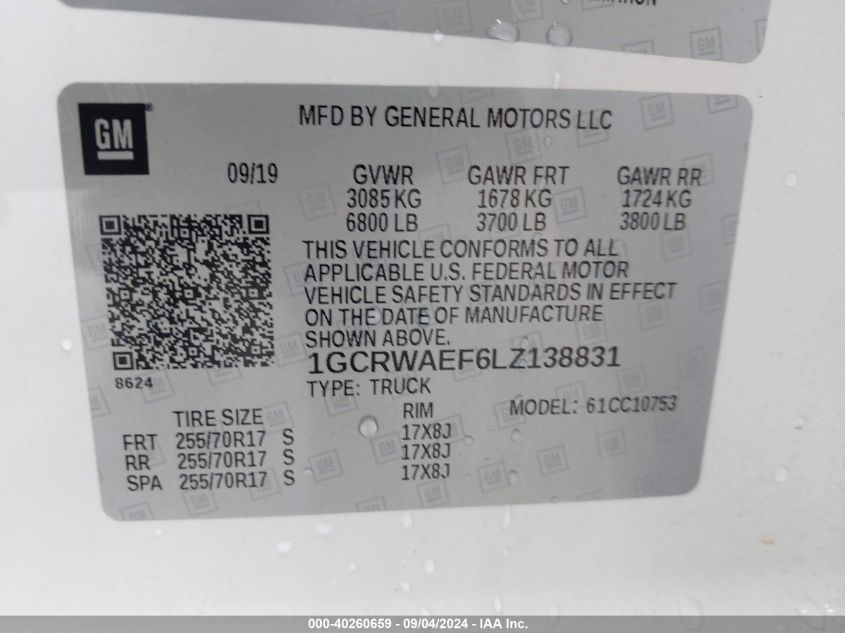 GM
MFD BY GENERAL MOTORS LLC
09/19 GVWR GAWR FRT GAWR RR
3085 KG 1678 KG 1724 KG
6800 LB 3700 LB 3800 LB
THIS VEHICLE CONFORMS TO ALL
APPLICABLE U.S. FEDERAL MOTOR
VEHICLE SAFETY STANDARDS IN EFFECT
ON THE DATE OF MANUFACTURE
SHOWN ABOVE.
1GCRWAEF6LZ138831
8624
TYPE: TRUCK
TIRE SIZE RIM MODEL: 61CC10753
FRT 255/70R17 S 17X8J
RR 255/70R17 S 17X8J
SPA 255/70R17 S 17X8J
000-40260659 - 09/04/2024 - IAA Inc.